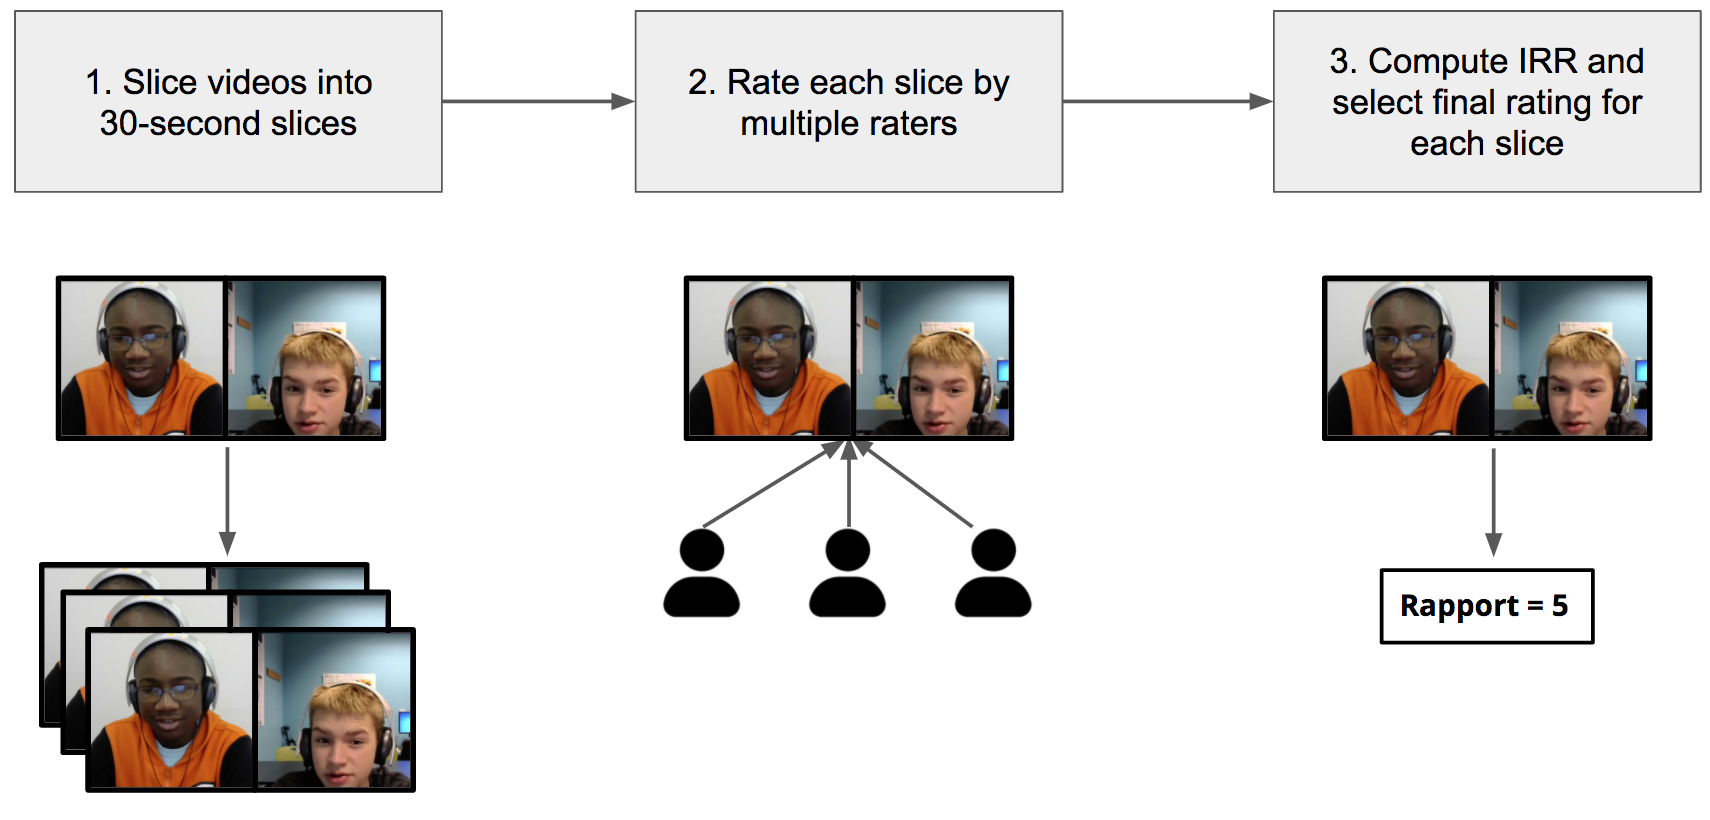 1. Slice videos into
30-second slices
2. Rate each slice by
multiple raters
3. Compute IRR and
select final rating for
each slice
Rapport = 5